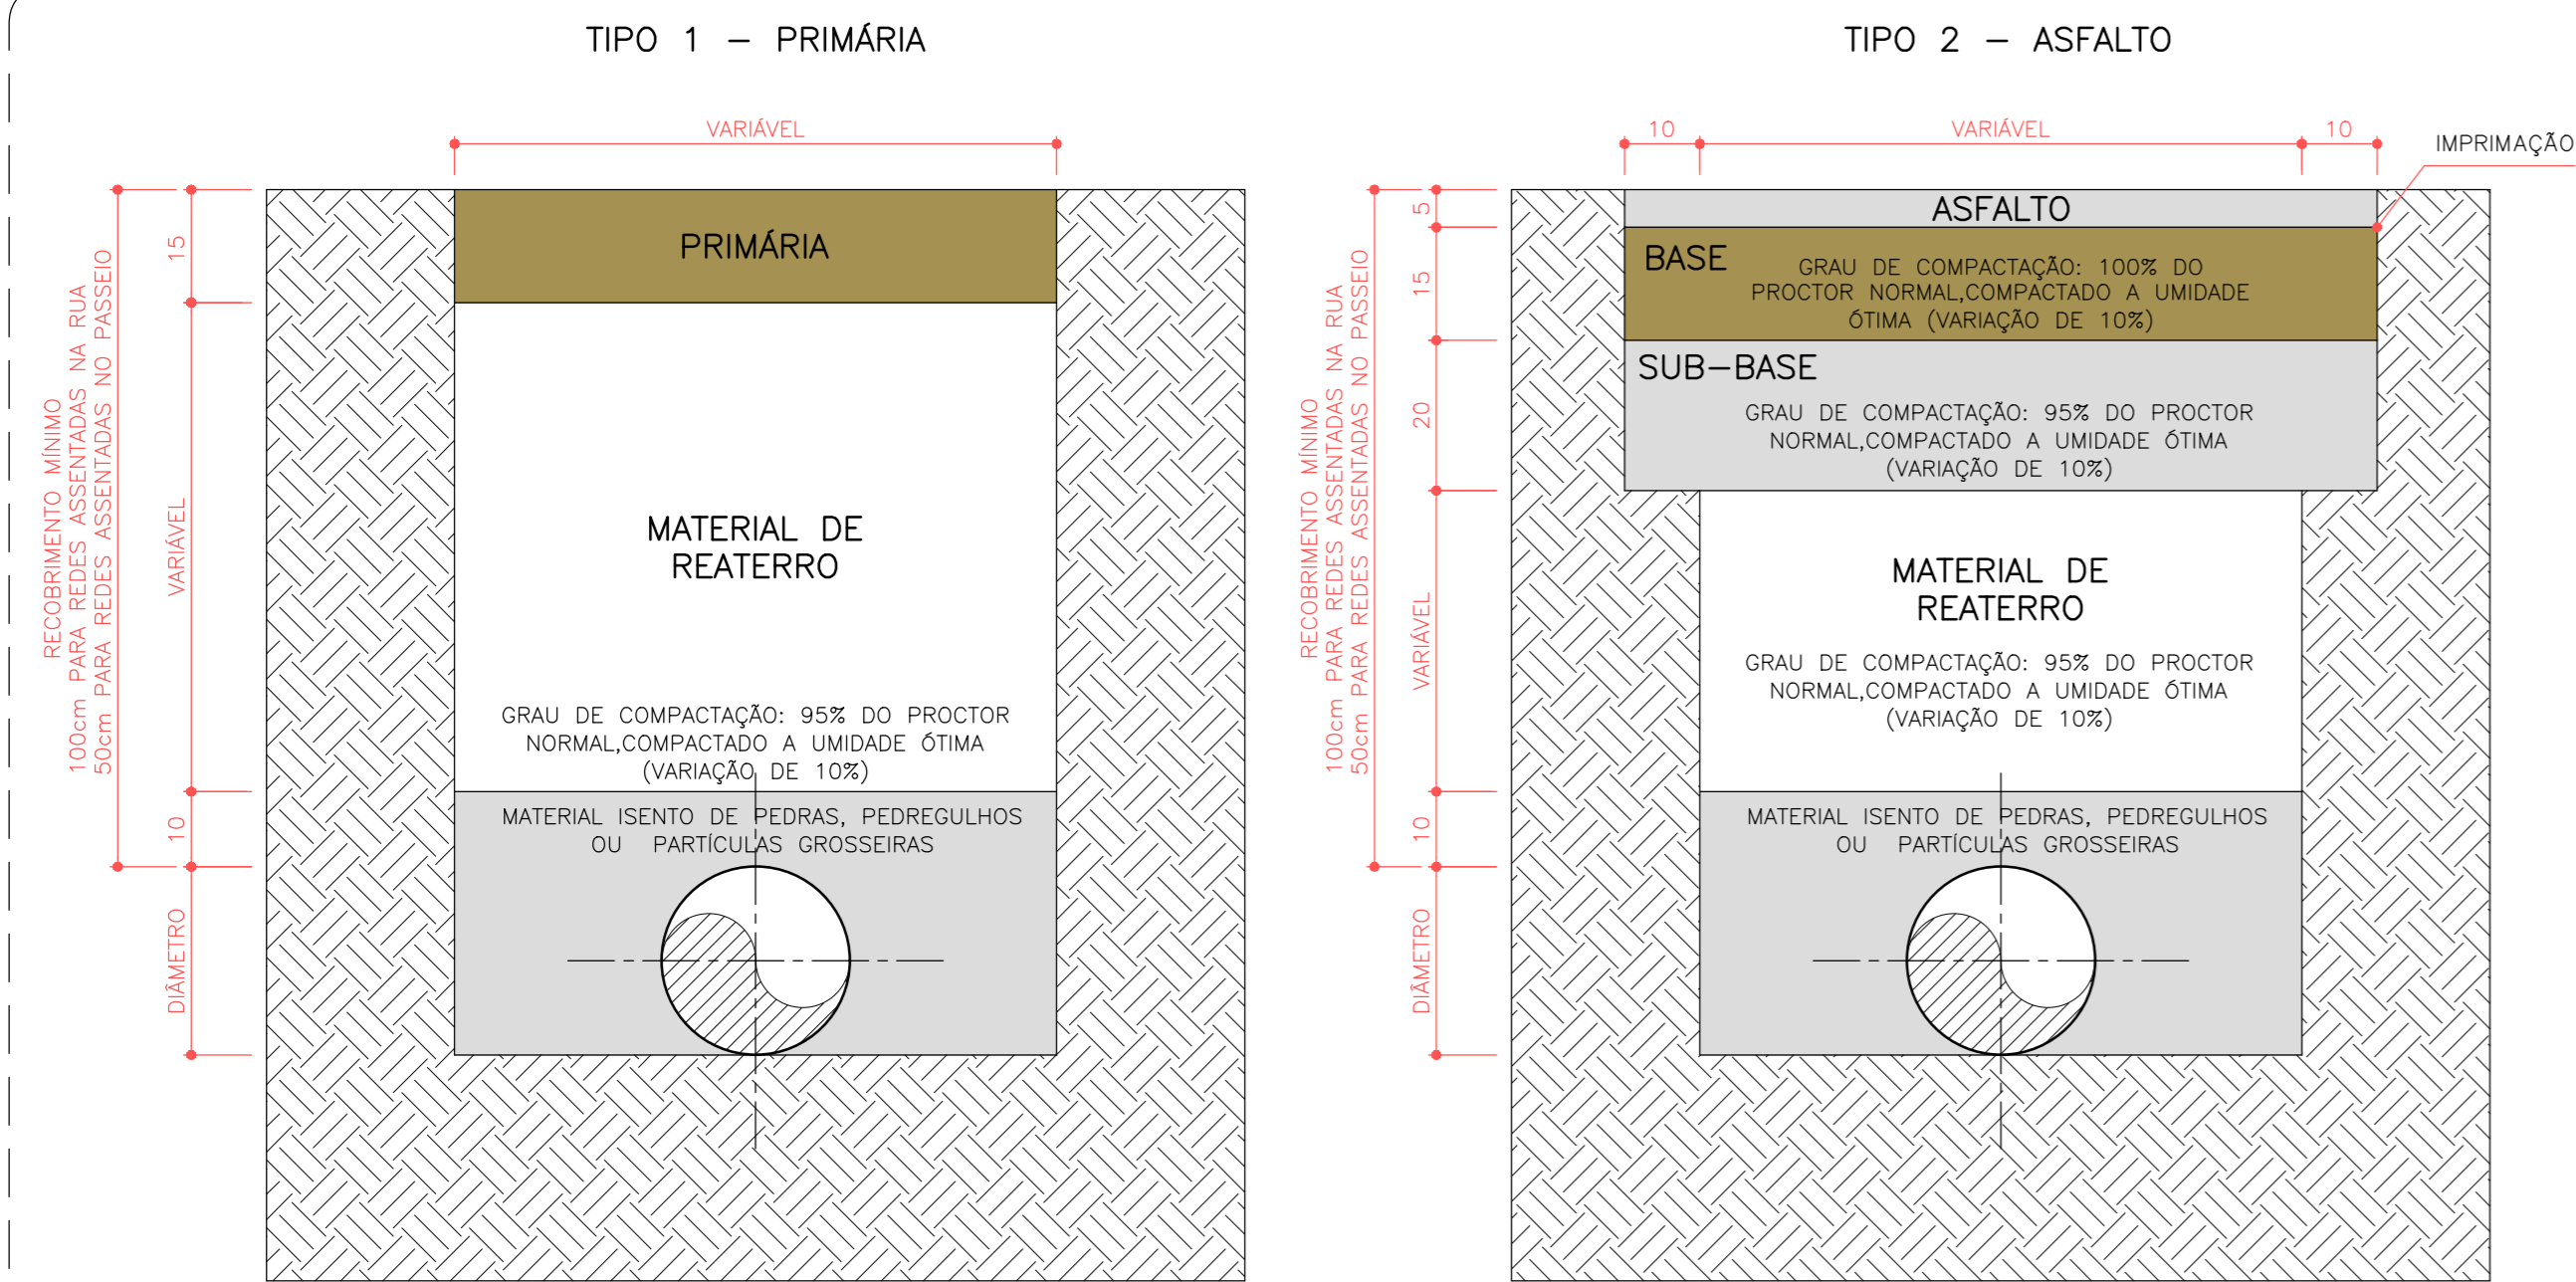 TIPO 1 – PRIMÁRIA
VARIÁVEL
RECOBRIMENTO MÍNIMO
100cm PARA REDES ASSENTADAS NA RUA
50cm PARA REDES ASSENTADAS NO PASSEIO
15
VARIÁVEL
10
DIÂMETRO
PRIMÁRIA
MATERIAL DE
REATERRO
GRAU DE COMPACTAÇÃO: 95% DO PROCTOR
NORMAL,COMPACTADO A UMIDADE ÓTIMA
(VARIAÇÃO DE 10%)
MATERIAL ISENTO DE PEDRAS, PEDREGULHOS
OU PARTÍCULAS GROSSEIRAS
TIPO 2 – ASFALTO
10
VARIÁVEL
10
IMPRIMAÇÃO
RECOBRIMENTO MÍNIMO
100cm PARA REDES ASSENTADAS NA RUA
50cm PARA REDES ASSENTADAS NO PASSEIO
5
15
20
VARIÁVEL
10
DIÂMETRO
ASFALTO
BASE
GRAU DE COMPACTAÇÃO: 100% DO
PROCTOR NORMAL,COMPACTADO A UMIDADE
ÓTIMA (VARIAÇÃO DE 10%)
SUB–BASE
GRAU DE COMPACTAÇÃO: 95% DO PROCTOR
NORMAL,COMPACTADO A UMIDADE ÓTIMA
(VARIAÇÃO DE 10%)
MATERIAL DE
REATERRO
GRAU DE COMPACTAÇÃO: 95% DO PROCTOR
NORMAL,COMPACTADO A UMIDADE ÓTIMA
(VARIAÇÃO DE 10%)
MATERIAL ISENTO DE PEDRAS, PEDREGULHOS
OU PARTÍCULAS GROSSEIRAS